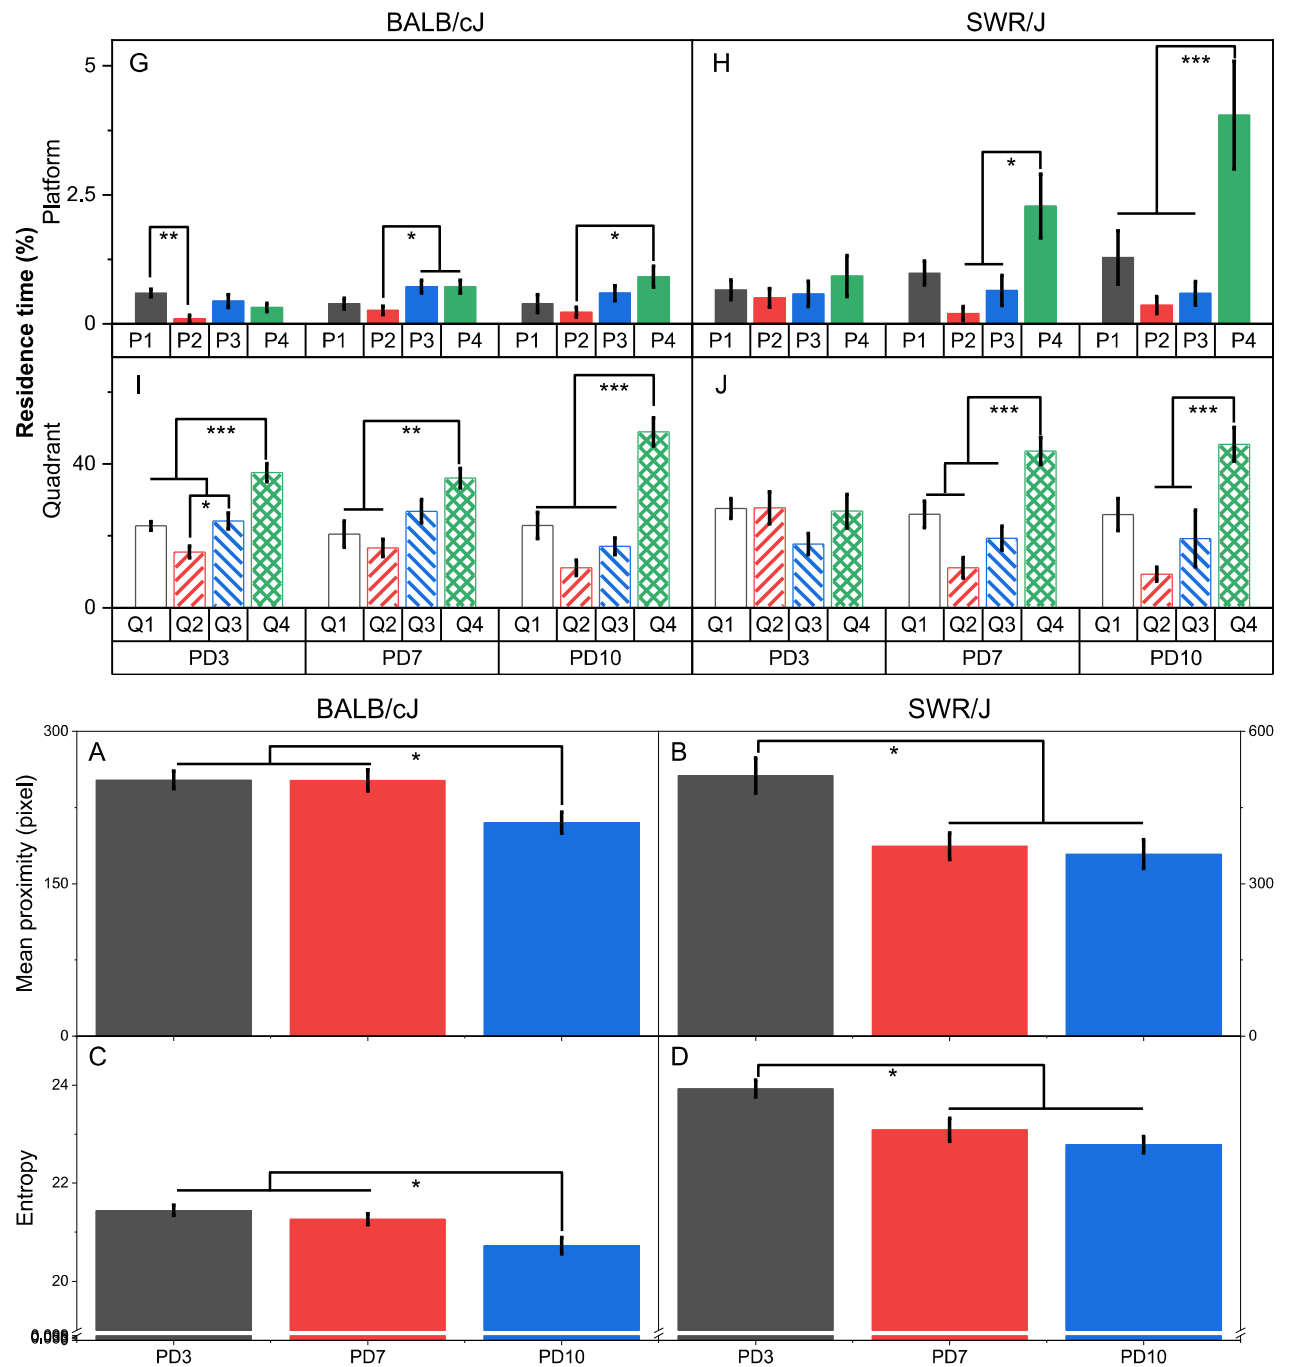 BALB/cJ SWR/J
G H
Residence time (%)
Platform
5
2.5
0
** * * * ***
P1 P2 P3 P4 P1 P2 P3 P4 P1 P2 P3 P4 P1 P2 P3 P4 P1 P2 P3 P4 P1 P2 P3 P4
I J
Quadrant
40
0
*** * ** *** *** ***
Q1 Q2 Q3 Q4 Q1 Q2 Q3 Q4 Q1 Q2 Q3 Q4 Q1 Q2 Q3 Q4 Q1 Q2 Q3 Q4 Q1 Q2 Q3 Q4
PD3 PD7 PD10 PD3 PD7 PD10
BALB/cJ SWR/J
A B
Mean proximity (pixel)
300 600
150 300
0 0
* *
C D
Entropy
24
22
20
* *
PD3 PD7 PD10 PD3 PD7 PD10